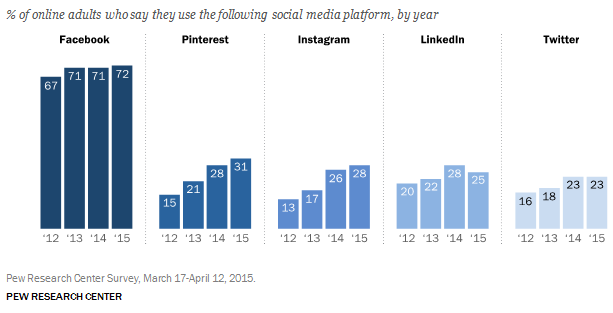 % of online adults who say they use the following social media platform, by year
Facebook Pinterest Instagram LinkedIn Twitter
67 71 71 72 15 21 28 31 13 17 26 28 20 22 28 25 16 18 23 23
‘12 ‘13 ‘14 ‘15 ‘12 ‘13 ‘14 ‘15 ‘12 ‘13 ‘14 ‘15 ‘12 ‘13 ‘14 ‘15 ‘12 ‘13 ‘14 ‘15
Pew Research Center Survey, March 17-April 12, 2015.
PEW RESEARCH CENTER